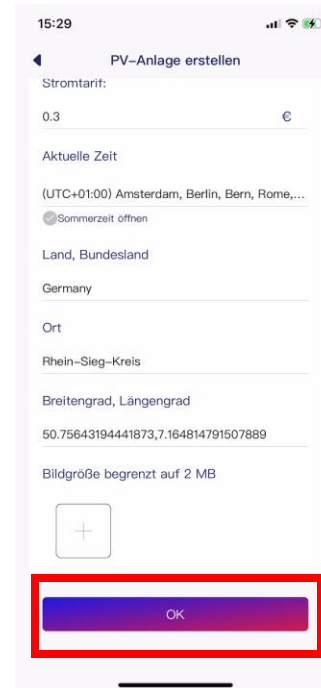 15:29
PV-Anlage erstellen
Stromtarif:
0.3 €
Aktuelle Zeit
(UTC+01:00) Amsterdam, Berlin, Bern, Rome,...
Sommerzeit öffnen
Land, Bundesland
Germany
Ort
Rhein-Sieg-Kreis
Breitengrad, Längengrad
50.75643194441873,7.164814791507889
Bildgröße begrenzt auf 2 MB
OK